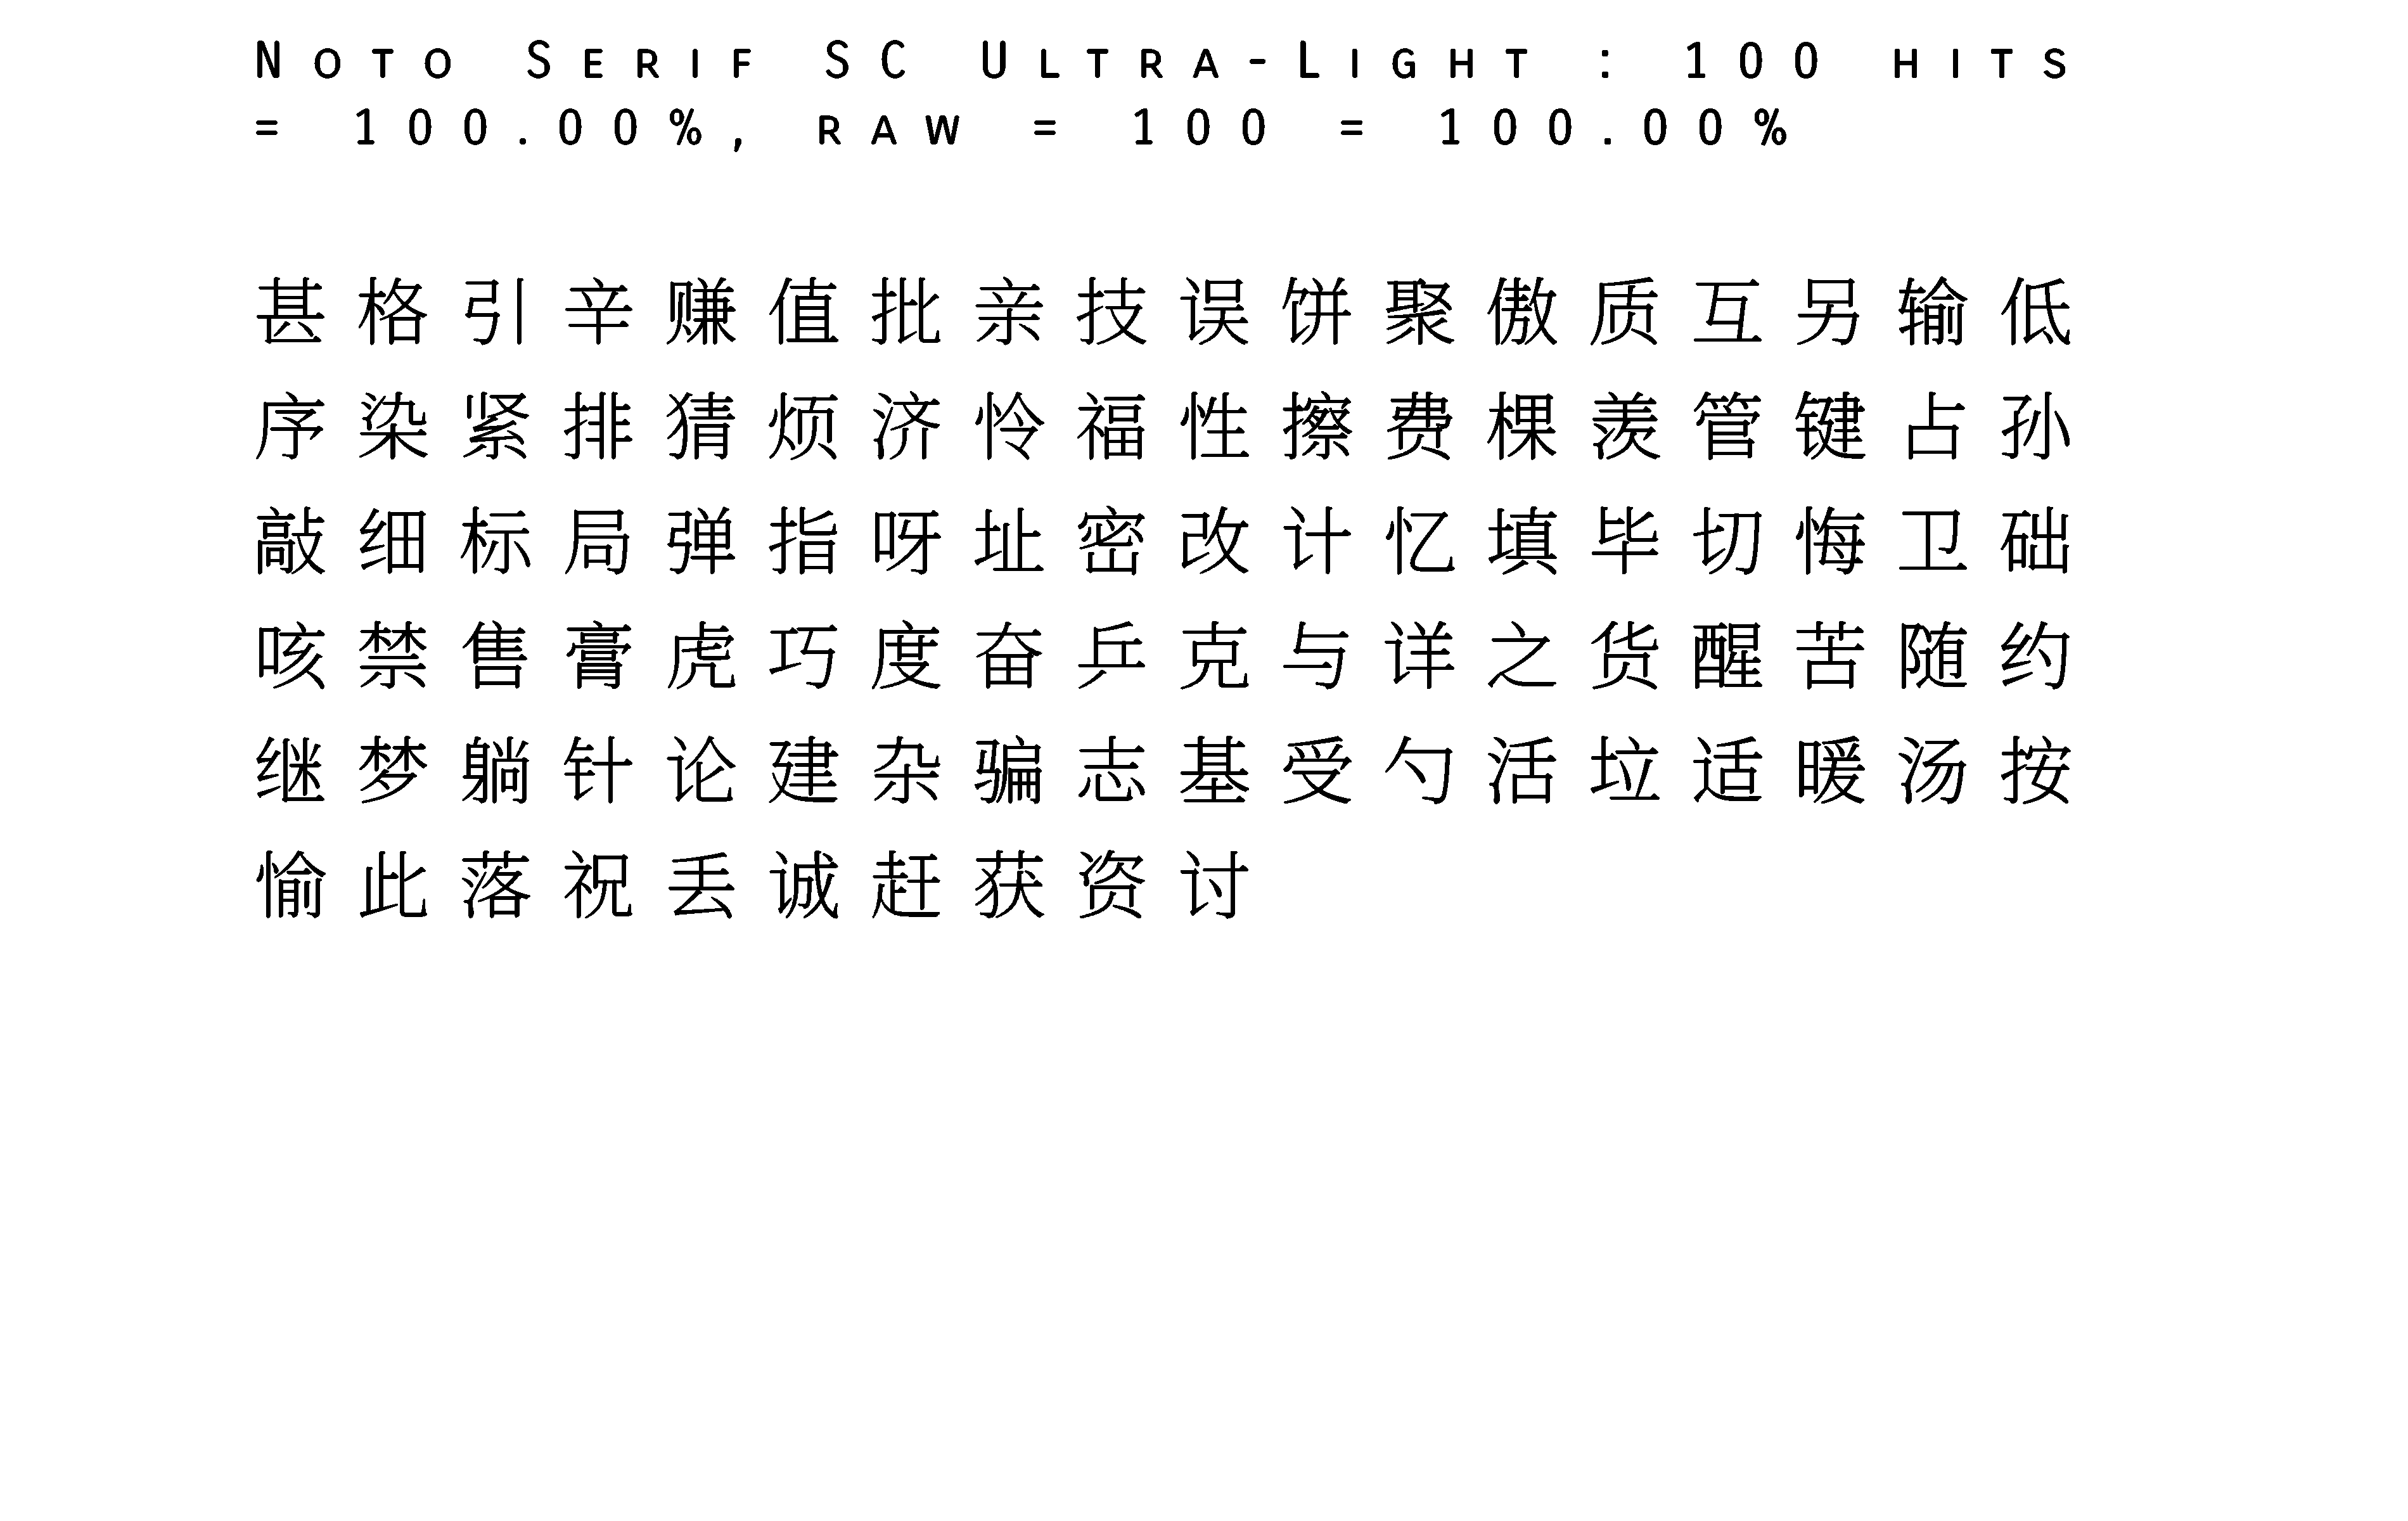 Noto Serif SC Ultra-Light : 100 hits
= 100.00%, raw = 100 = 100.00%
甚格引辛赚值批亲技误饼聚傲质互另输低
序染紧排猜烦济怜福性擦费棵羡管键占孙
敲细标局弹指呀址密改计忆填毕切悔卫础
咳禁售膏虎巧度奋乒克与详之货醒苦随约
继梦躺针论建杂骗志基受勺活垃适暖汤按
愉此落祝丢诚赶获资讨